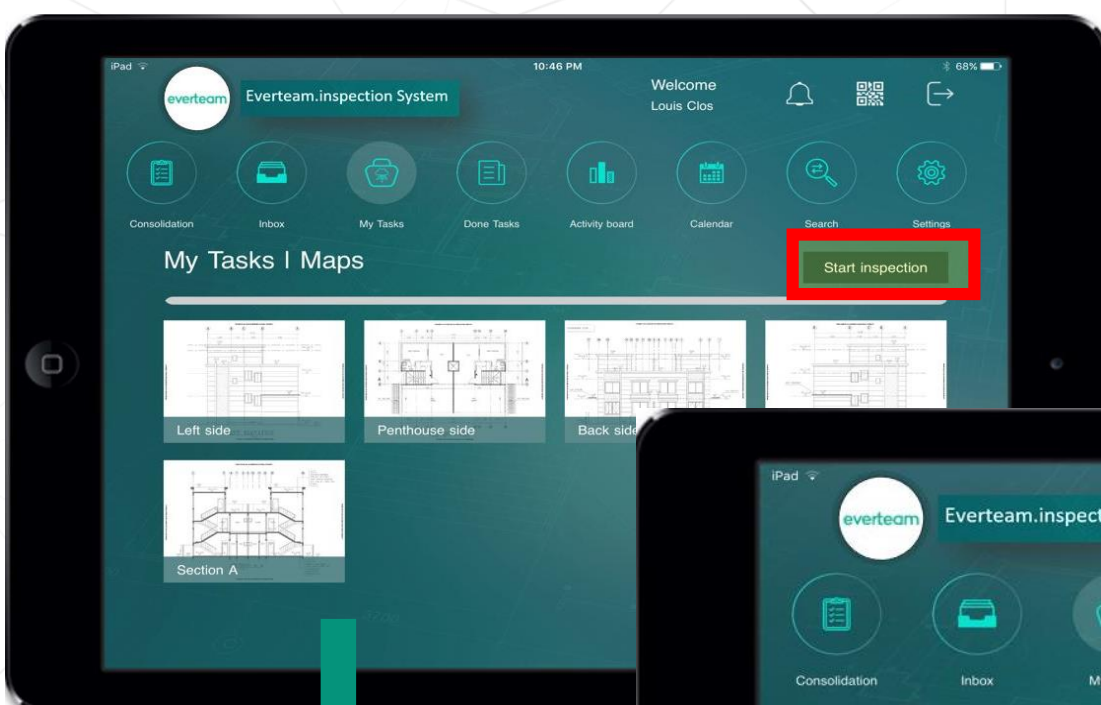 iPad
10:46 PM
68%
everteam
Everteam.inspection System
Welcome
Louis Clos
Consolidation
Inbox
My Tasks
Done Tasks
Activity board
Calendar
Search
Settings
My Tasks | Maps
Start inspection
Left side
Penthouse side
Back side
Section A
iPad
everteam
Everteam.inspect
Consolidation
Inbox
M